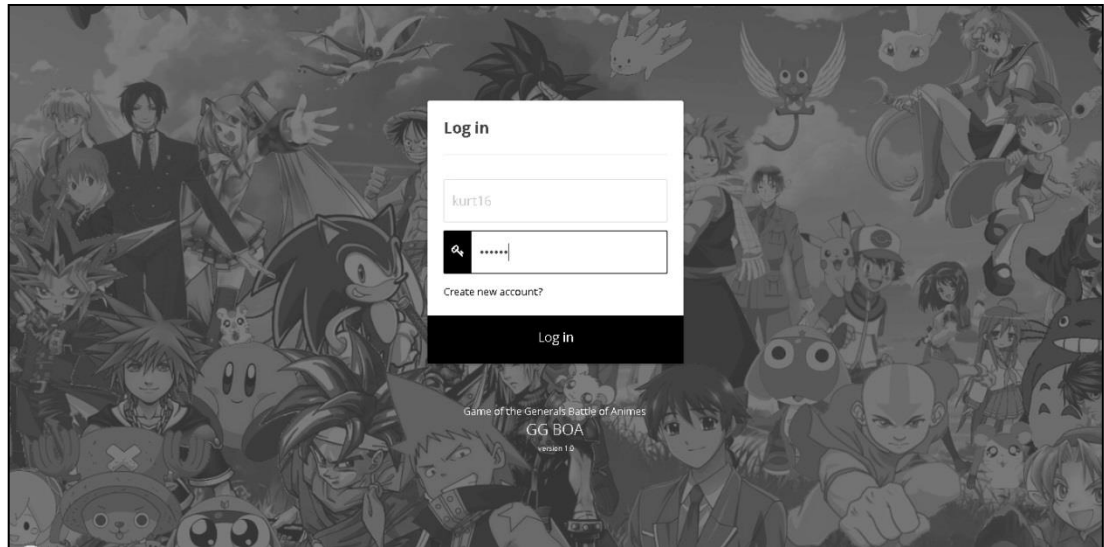 Log in
kurt16
••••••
Create new account?
Log in
Game of the Generals Battle of Animes
GG BOA
version 1.0